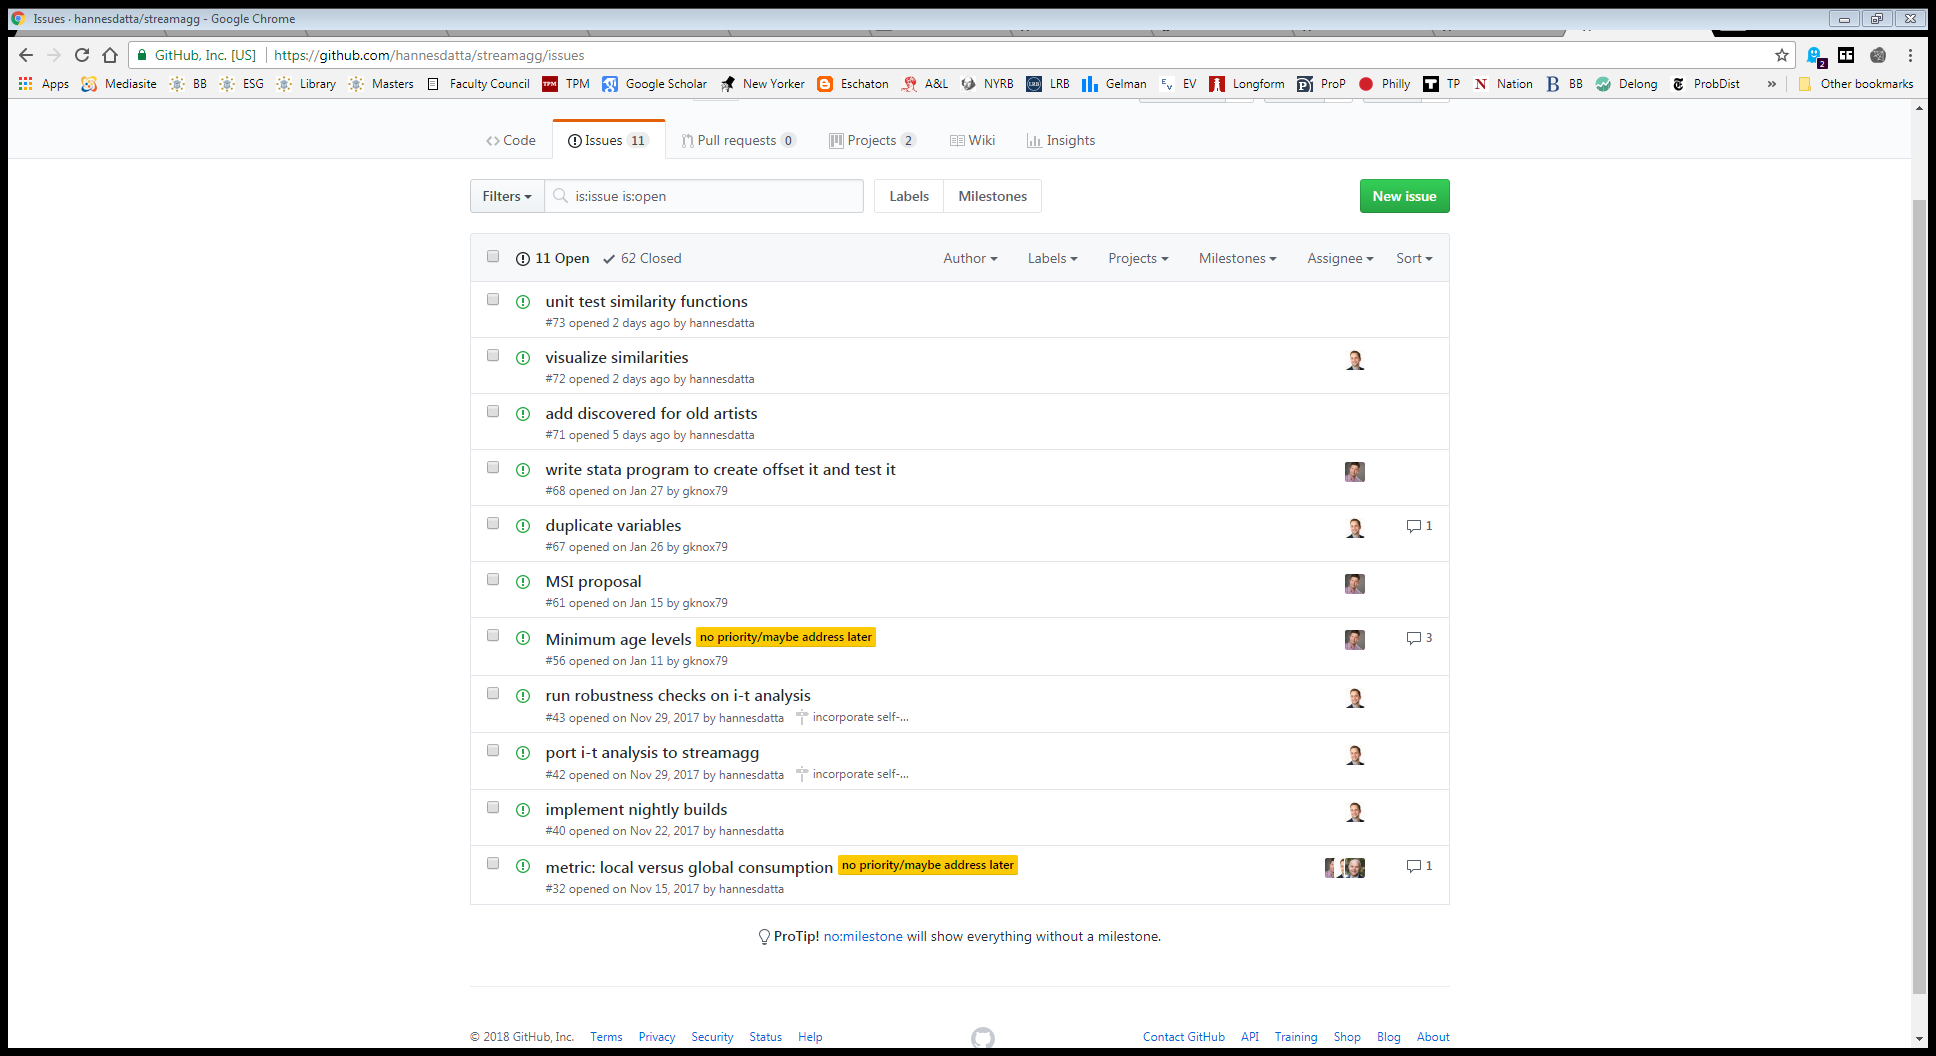 Issues · hannesdatta/streamagg - Google Chrome
GitHub, Inc. [US] https://github.com/hannesdatta/streamagg/issues
2
Apps Mediasite BB ESG Library Masters Faculty Council TPM TPM Google Scholar New Yorker Eschaton A&L NYRB LRB LRB Gelman EV EV Longform ProP Philly TP Nation BB Delong ProbDist » Other bookmarks
Code Issues 11 Pull requests 0 Projects 2 Wiki Insights
Filters is:issue is:open Labels Milestones New issue
11 Open 62 Closed Author Labels Projects Milestones Assignee Sort
unit test similarity functions
#73 opened 2 days ago by hannesdatta
visualize similarities
#72 opened 2 days ago by hannesdatta
add discovered for old artists
#71 opened 5 days ago by hannesdatta
write stata program to create offset it and test it
#68 opened on Jan 27 by gknox79
duplicate variables 1
#67 opened on Jan 26 by gknox79
MSI proposal
#61 opened on Jan 15 by gknox79
Minimum age levels no priority/maybe address later 3
#56 opened on Jan 11 by gknox79
run robustness checks on i-t analysis
#43 opened on Nov 29, 2017 by hannesdatta incorporate self-...
port i-t analysis to streamagg
#42 opened on Nov 29, 2017 by hannesdatta incorporate self-...
implement nightly builds
#40 opened on Nov 22, 2017 by hannesdatta
metric: local versus global consumption no priority/maybe address later 1
#32 opened on Nov 15, 2017 by hannesdatta
ProTip! no:milestone will show everything without a milestone.
© 2018 GitHub, Inc. Terms Privacy Security Status Help Contact GitHub API Training Shop Blog About